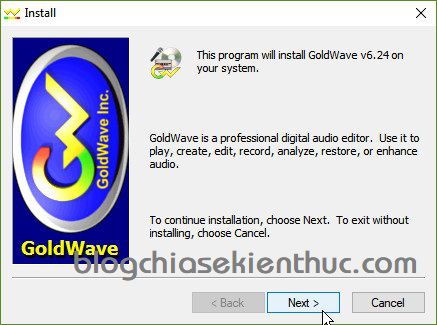 Install
This program will install GoldWave v6.24 on
your system.
GoldWave Inc.
GoldWave is a professional digital audio editor.  Use it to
play, create, edit, record, analyze, restore, or enhance
audio.
To continue installation, choose Next.  To exit without
installing, choose Cancel.
GoldWave
blogchiasekienthuc.com
< Back
Next >
Cancel